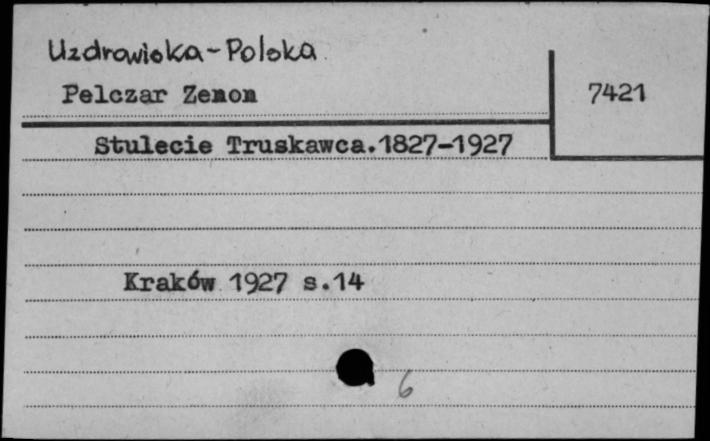 Uzdrowiska-Polska
Pelczar Zenon
7421
Stulecie Truskawca.1827-1927
Kraków 1927 s.14
6